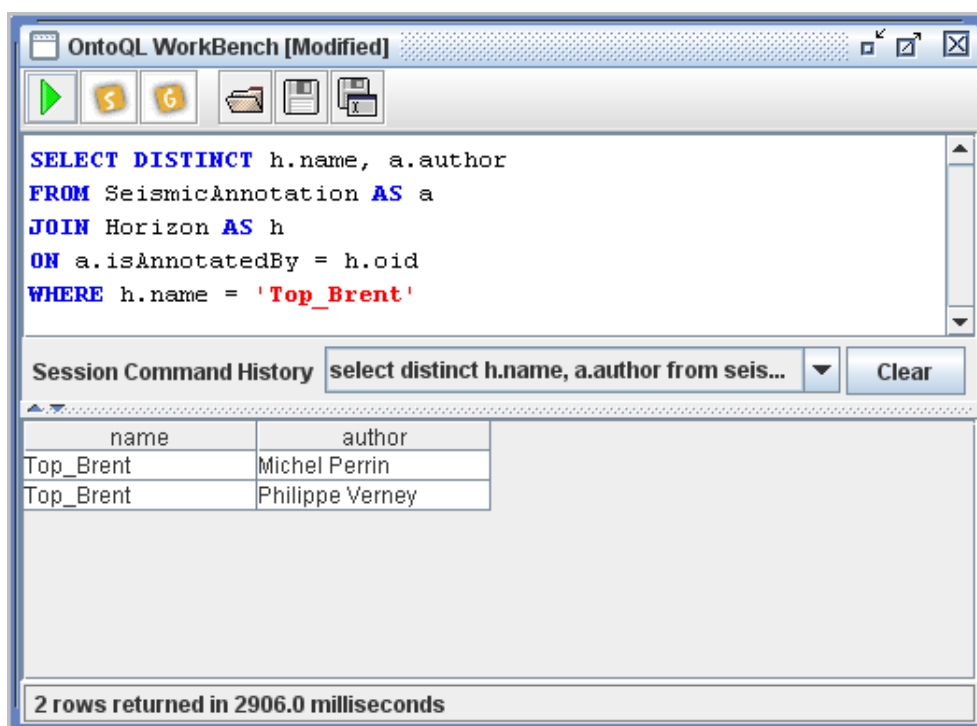 OntoQL WorkBench [Modified]
S G
SELECT DISTINCT h.name, a.author
FROM SeismicAnnotation AS a
JOIN Horizon AS h
ON a.isAnnotatedBy = h.oid
WHERE h.name = 'Top_Brent'
Session Command History select distinct h.name, a.author from seis... Clear
name author
Top_Brent Michel Perrin
Top_Brent Philippe Verney
2 rows returned in 2906.0 milliseconds